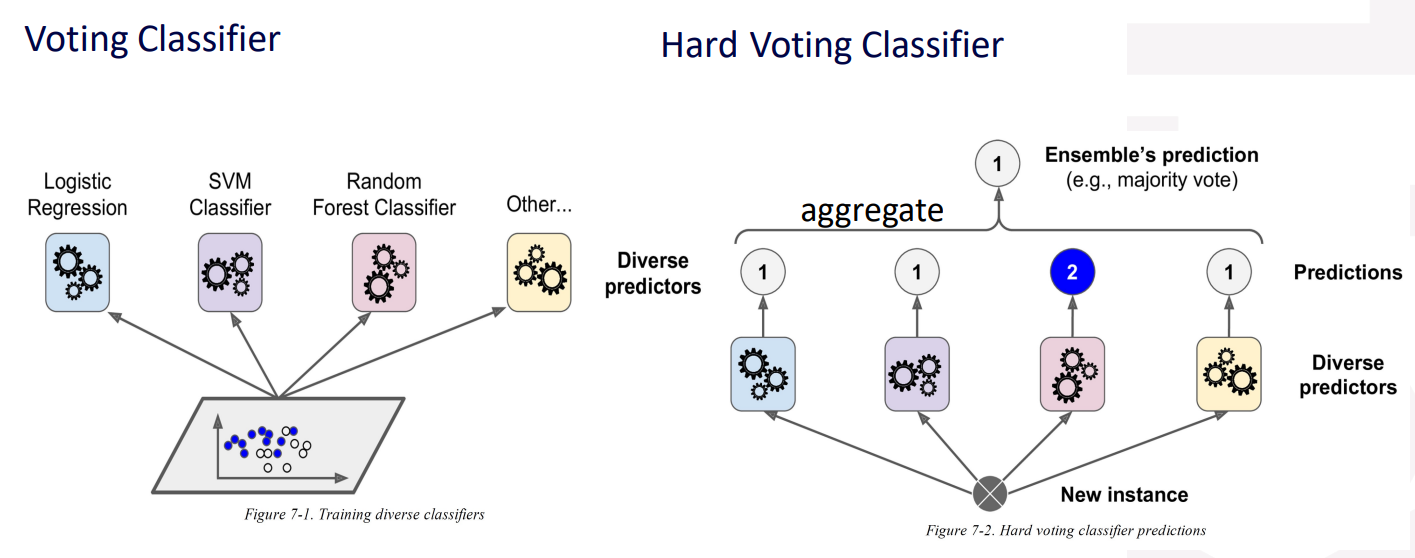 Voting Classifier
Logistic
Regression
SVM
Classifier
Random
Forest Classifier
Other...
Diverse
predictors
Figure 7-1. Training diverse classifiers
Hard Voting Classifier
1
Ensemble's prediction
(e.g., majority vote)
aggregate
1
1
2
1
Predictions
Diverse
predictors
New instance
Figure 7-2. Hard voting classifier predictions